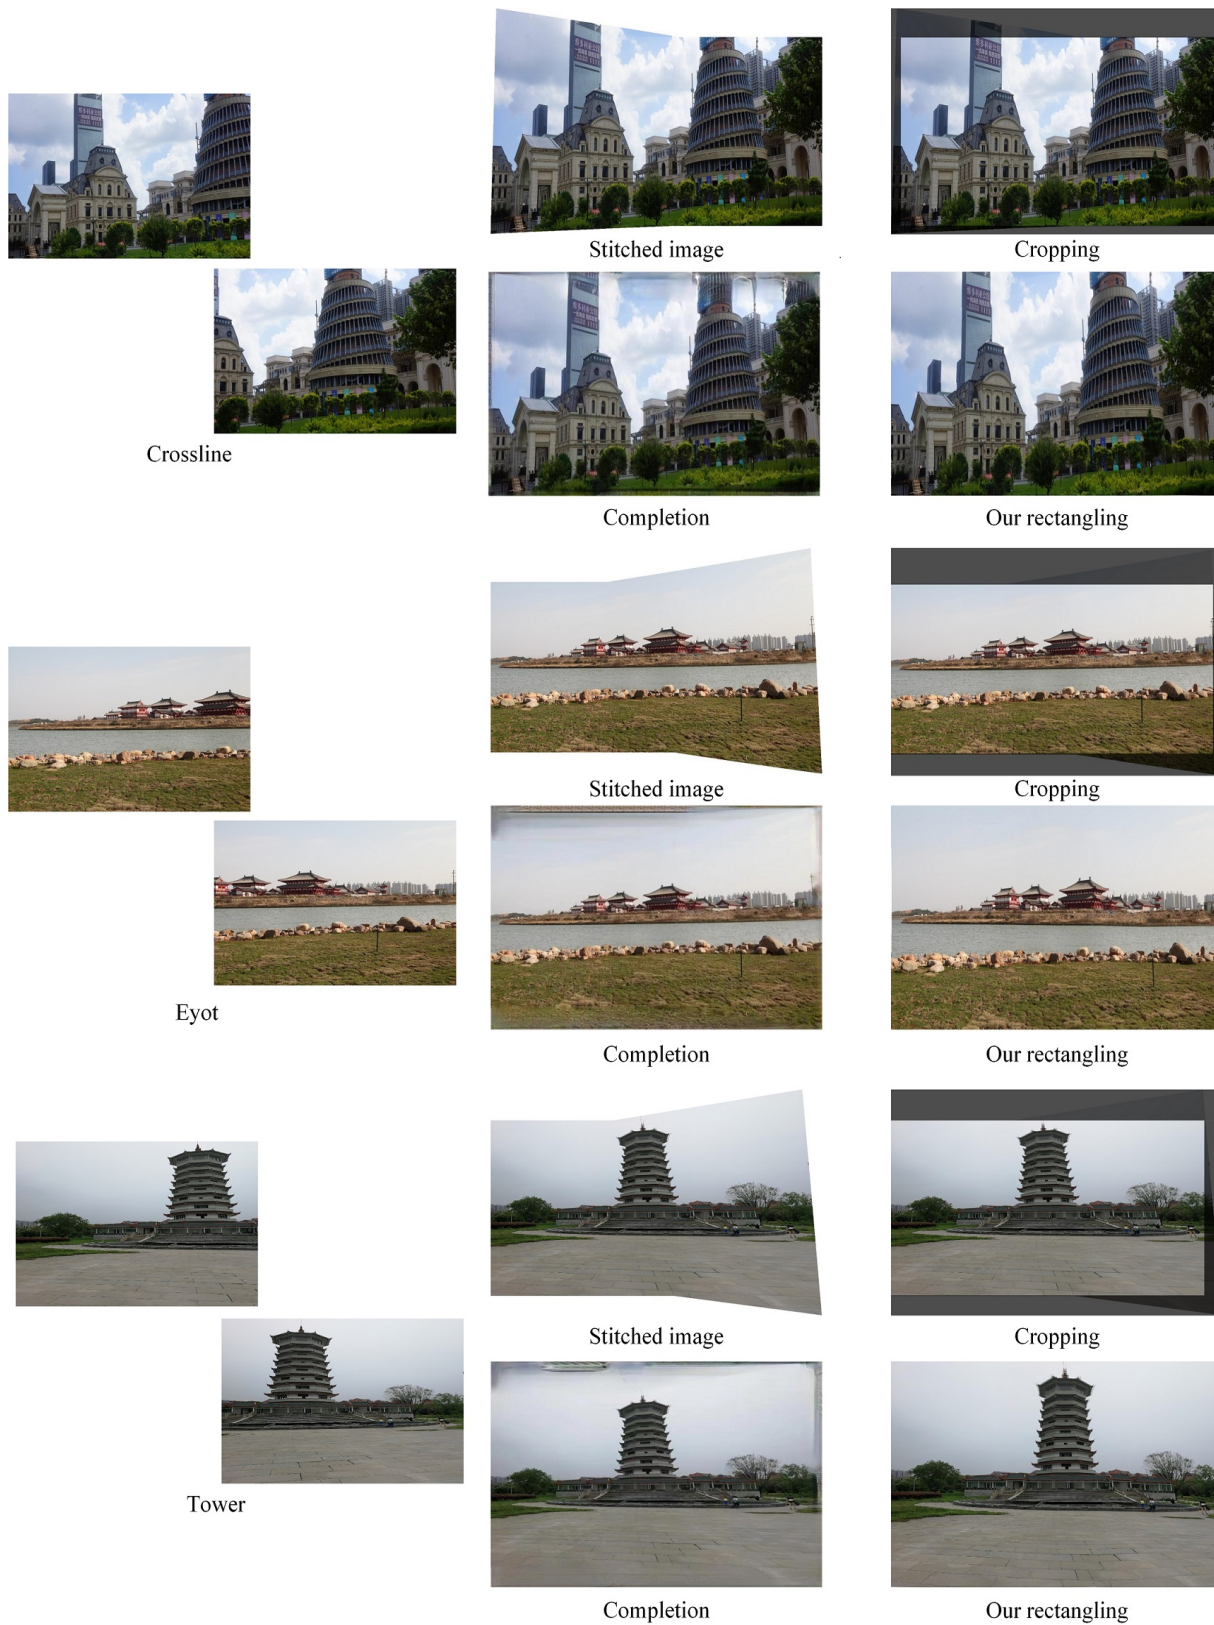 Stitched image
Cropping
Crossline
Completion
Our rectangling
Stitched image
Cropping
Eyot
Completion
Our rectangling
Stitched image
Cropping
Tower
Completion
Our rectangling